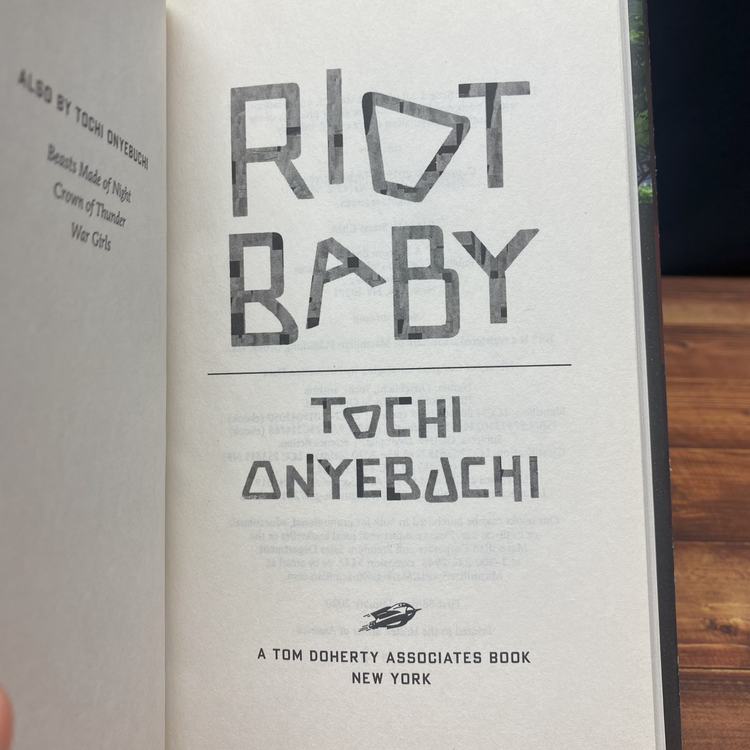 ALSO BY TOCHI ONYEBUCHI
Beasts Made of Night
Crown of Thunder
War Girls
RIOT
BABY
TOCHI
ONYEBUCHI
A TOM DOHERTY ASSOCIATES BOOK
NEW YORK